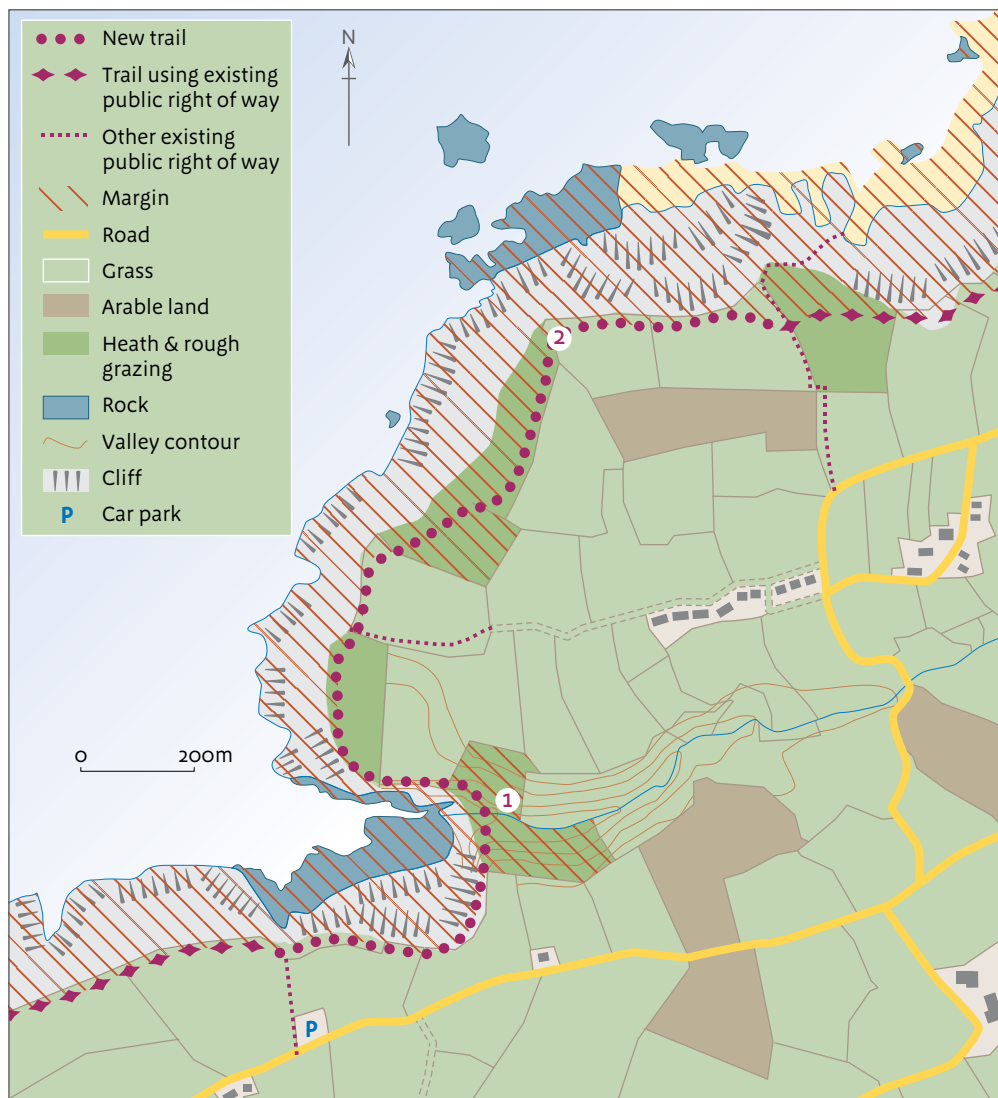 New trail
Trail using existing
public right of way
Other existing
public right of way
Margin
Road
Grass
Arable land
Heath & rough
grazing
Rock
Valley contour
Cliff
P Car park
N
2
0 200m
1
P